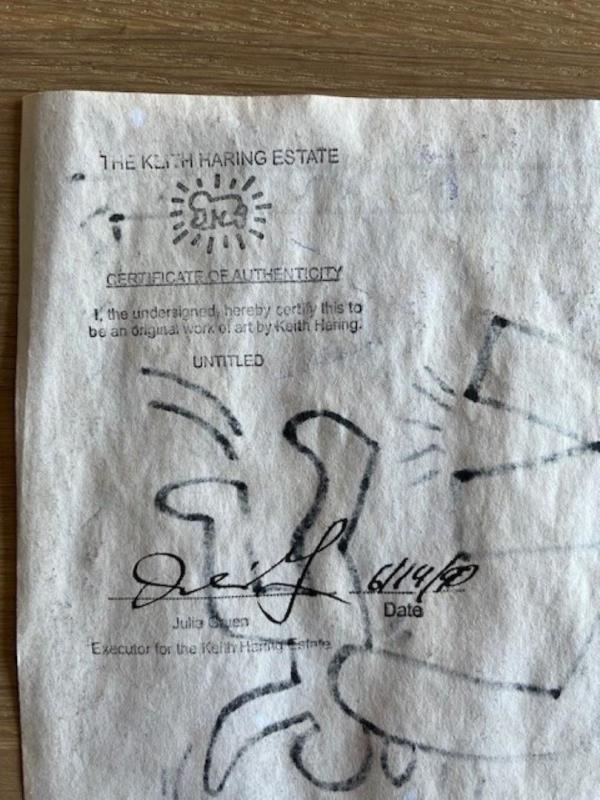 THE KEITH HARING ESTATE
CERTIFICATE OF AUTHENTICITY
I, the undersigned, hereby certify this to
be an original work of art by Keith Haring.
UNTITLED
6/14/90
Date
Julia Gruen
Executor for the Keith Haring Estate